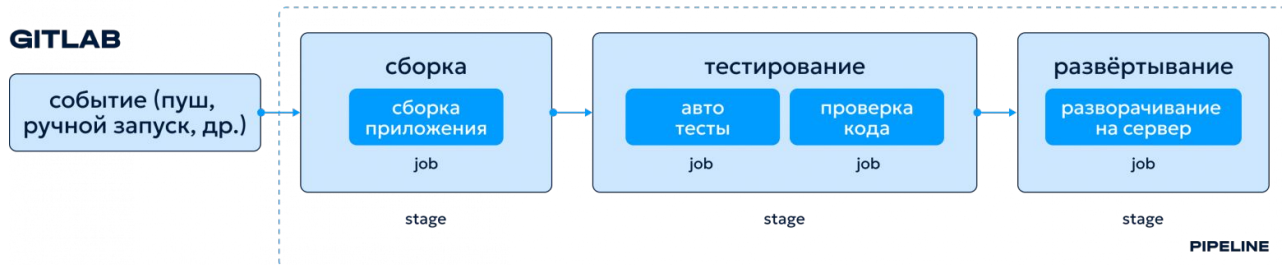 GITLAB
событие (пуш,
ручной запуск, др.)
сборка
сборка
приложения
job
stage
тестирование
авто
тесты
job
проверка
кода
job
stage
развёртывание
разворачивание
на сервер
job
stage
PIPELINE